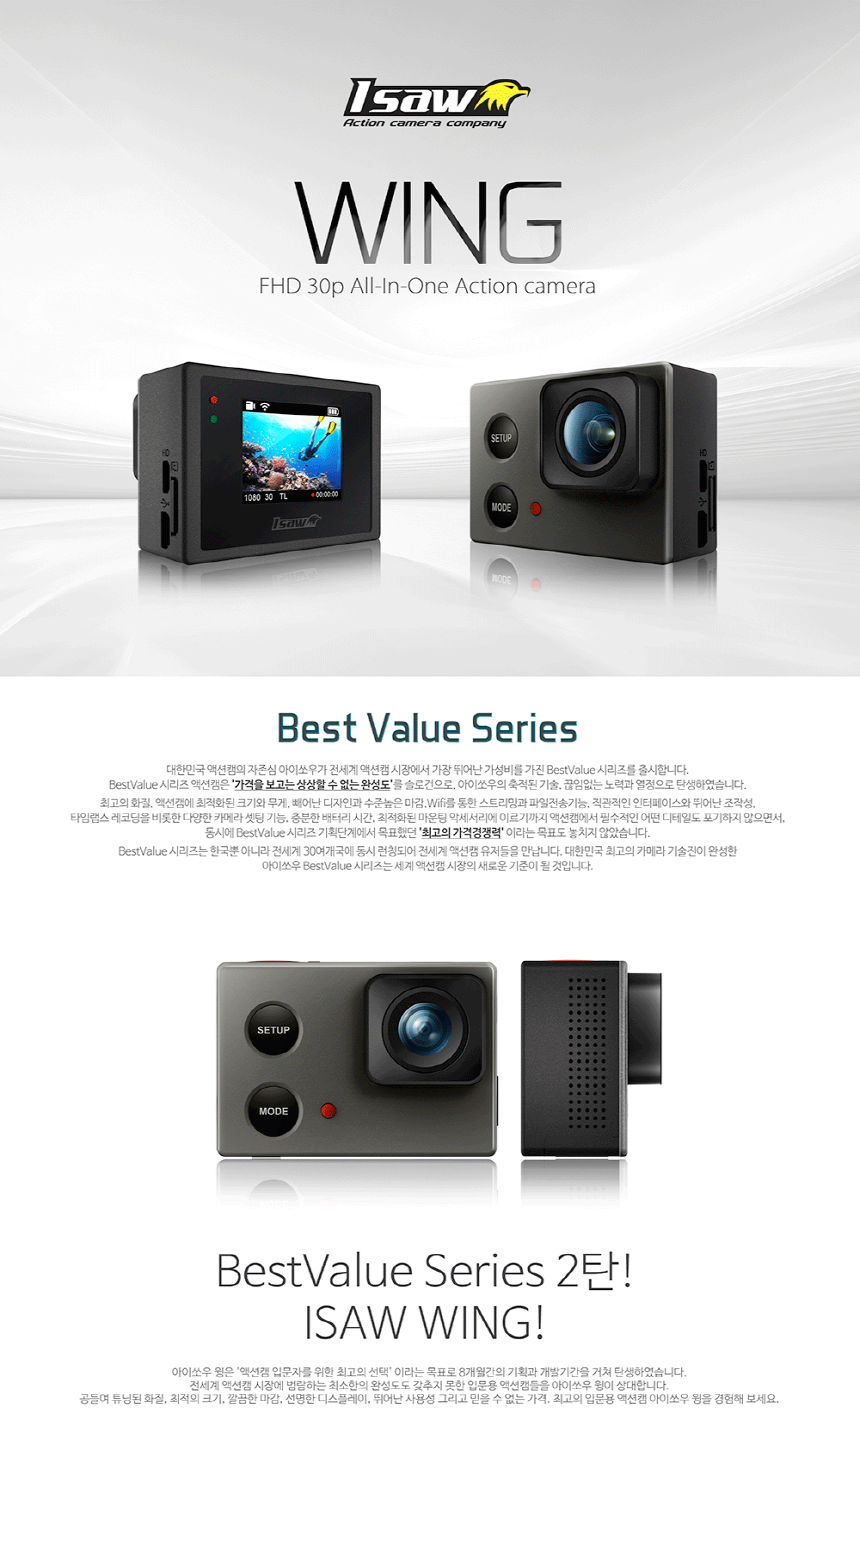 Isaw
Action camera company
WING
FHD 30p All-In-One Action camera
1080 30 TL 00:00:00
Isaw
HD
SETUP
MODE
HD
Best Value Series
대한민국 액션캠의 자존심 아이쏘우가 전세계 액션캠 시장에서 가장 뛰어난 가성비를 가진 BestValue 시리즈를 출시합니다.
BestValue 시리즈 액션캠은 '가격을 보고는 상상할 수 없는 완성도'를 슬로건으로, 아이쏘우의 축적된 기술, 끊임없는 노력과 열정으로 탄생하였습니다.
최고의 화질, 액션캠에 최적화된 크기와 무게, 빼어난 디자인과 수준높은 마감, Wifi를 통한 스트리밍과 파일전송기능, 직관적인 인터페이스와 뛰어난 조작성,
타임랩스 레코딩을 비롯한 다양한 카메라 셋팅 기능, 충분한 배터리 시간, 최적화된 마운팅 악세서리에 이르기까지 액션캠에서 필수적인 어떤 디테일도 포기하지 않으면서,
동시에 BestValue 시리즈 기획단계에서 목표했던 '최고의 가격경쟁력' 이라는 목표도 놓치지 않았습니다.
BestValue 시리즈는 한국뿐 아니라 전세계 30여개국에 동시 런칭되어 전세계 액션캠 유저들을 만납니다. 대한민국 최고의 카메라 기술진이 완성한
아이쏘우 BestValue 시리즈는 세계 액션캠 시장의 새로운 기준이 될 것입니다.
SETUP
MODE
BestValue Series 2탄!
ISAW WING!
아이쏘우 윙은 '액션캠 입문자를 위한 최고의 선택' 이라는 목표로 8개월간의 기획과 개발기간을 거쳐 탄생하였습니다.
전세계 액션캠 시장에 범람하는 최소한의 완성도도 갖추지 못한 입문용 액션캠들을 아이쏘우 윙이 상대합니다.
공들여 튜닝된 화질, 최적의 크기, 깔끔한 마감, 선명한 디스플레이, 뛰어난 사용성 그리고 믿을 수 없는 가격. 최고의 입문용 액션캠 아이쏘우 윙을 경험해 보세요.